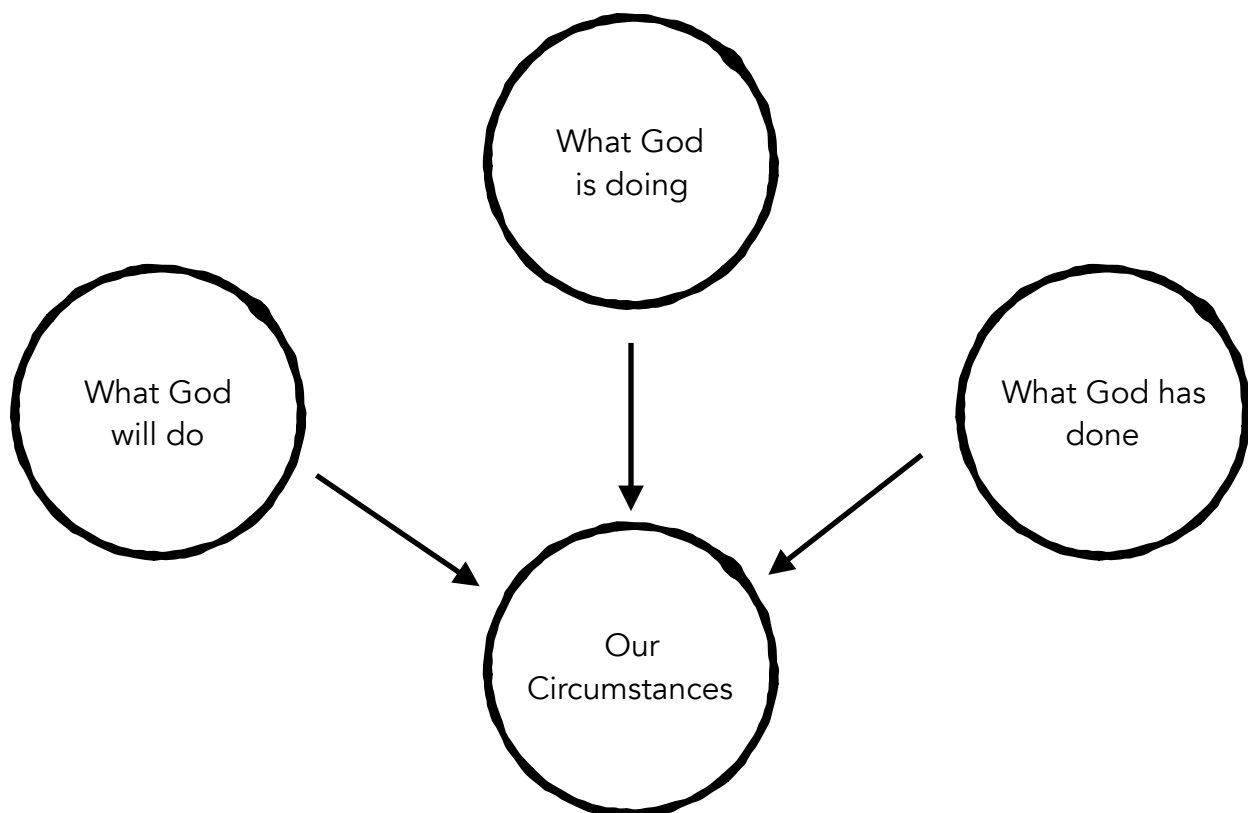 What God
is doing
What God
will do
What God has
done
Our
Circumstances